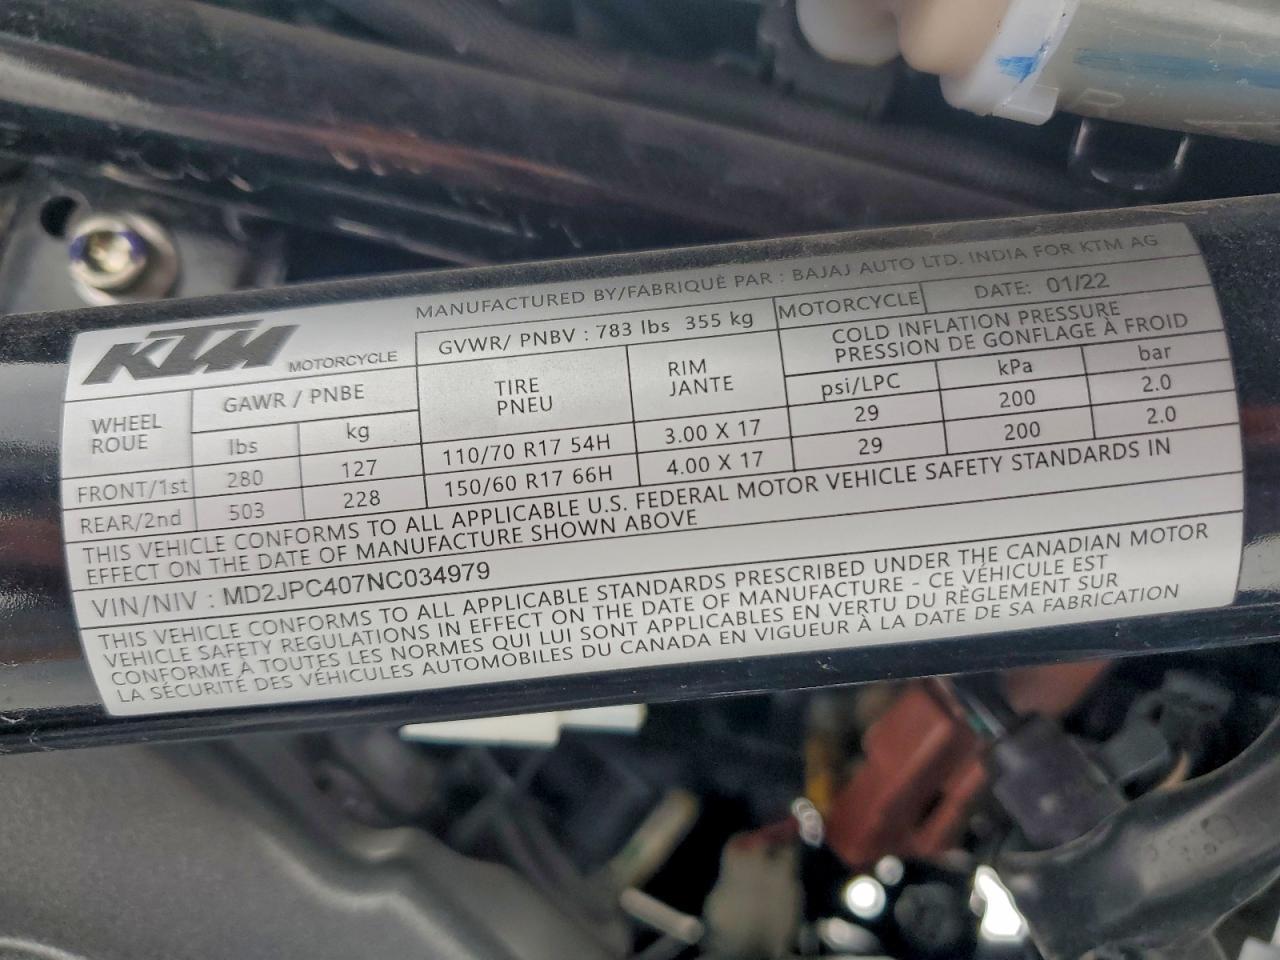 KTM MOTORCYCLE
MANUFACTURED BY/FABRIQUÈ PAR : BAJAJ AUTO LTD. INDIA FOR KTM AG
GVWR/ PNBV : 783 lbs 355 kg MOTORCYCLE DATE: 01/22
WHEEL ROUE GAWR / PNBE TIRE PNEU RIM JANTE COLD INFLATION PRESSURE PRESSION DE GONFLAGE À FROID
lbs kg psi/LPC kPa bar
FRONT/1st 280 127 110/70 R17 54H 3.00 X 17 29 200 2.0
REAR/2nd 503 228 150/60 R17 66H 4.00 X 17 29 200 2.0
THIS VEHICLE CONFORMS TO ALL APPLICABLE U.S. FEDERAL MOTOR VEHICLE SAFETY STANDARDS IN
EFFECT ON THE DATE OF MANUFACTURE SHOWN ABOVE
VIN/NIV : MD2JPC407NC034979
THIS VEHICLE CONFORMS TO ALL APPLICABLE STANDARDS PRESCRIBED UNDER THE CANADIAN MOTOR
VEHICLE SAFETY REGULATIONS IN EFFECT ON THE DATE OF MANUFACTURE - CE VÉHICULE EST
CONFORME À TOUTES LES NORMES QUI LUI SONT APPLICABLES EN VERTU DU RÈGLEMENT SUR
LA SÉCURITÉ DES VÉHICULES AUTOMOBILES DU CANADA EN VIGUEUR À LA DATE DE SA FABRICATION